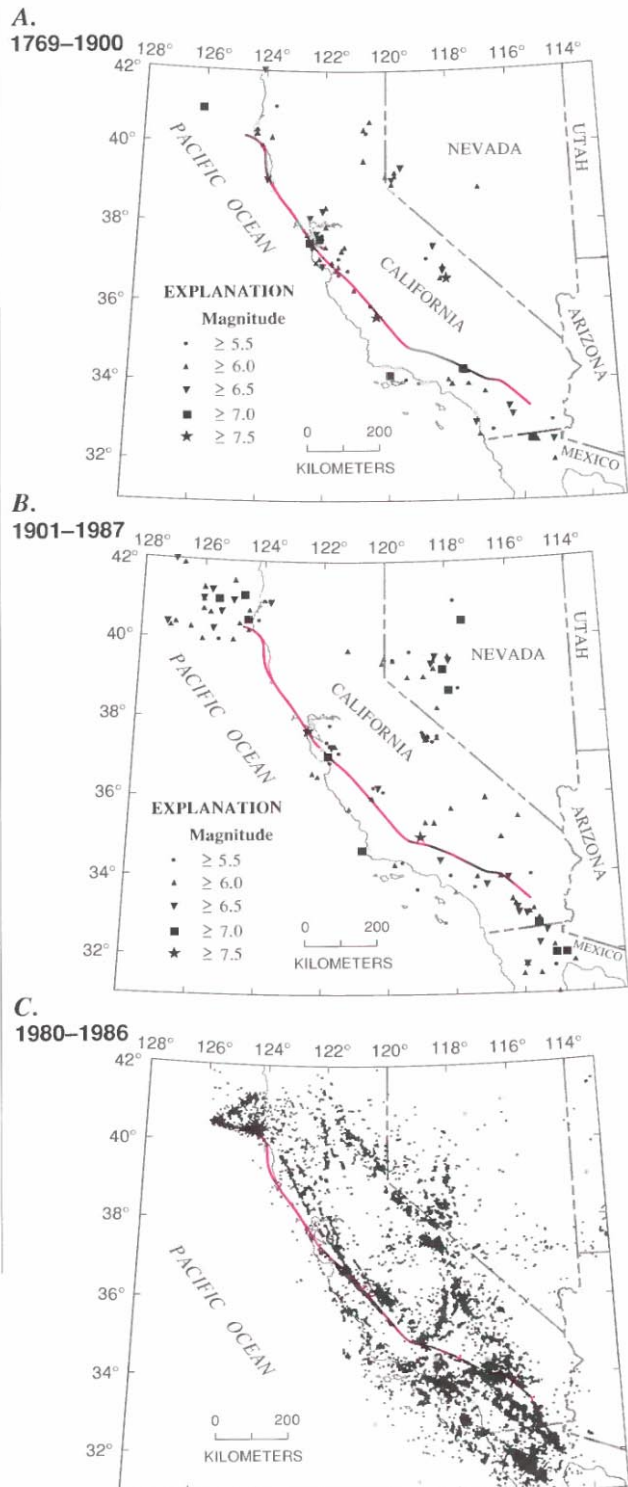 A.
1769–1900
128° 126° 124° 122° 120° 118° 116° 114°
42°
40°
38°
36°
34°
32°
PACIFIC OCEAN
NEVADA
UTAH
CALIFORNIA
ARIZONA
MEXICO
EXPLANATION
Magnitude
≥ 5.5
≥ 6.0
≥ 6.5
≥ 7.0
≥ 7.5
0 200
KILOMETERS
B.
1901–1987
128° 126° 124° 122° 120° 118° 116° 114°
42°
40°
38°
36°
34°
32°
PACIFIC OCEAN
NEVADA
UTAH
CALIFORNIA
ARIZONA
MEXICO
EXPLANATION
Magnitude
≥ 5.5
≥ 6.0
≥ 6.5
≥ 7.0
≥ 7.5
0 200
KILOMETERS
C.
1980–1986
128° 126° 124° 122° 120° 118° 116° 114°
42°
40°
38°
36°
34°
32°
PACIFIC OCEAN
0 200
KILOMETERS